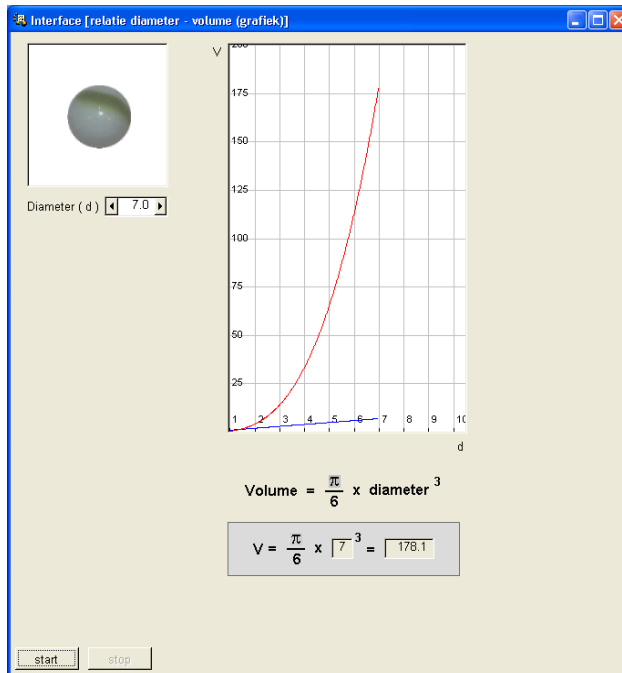 Interface [relatie diameter - volume (grafiek)]
V
200
175
150
125
100
75
50
25
1 2 3 4 5 6 7 8 9 10
d
Diameter ( d ) 7.0
Volume = π/6 x diameter ³
V = π/6 x 7 ³ = 178.1
start stop